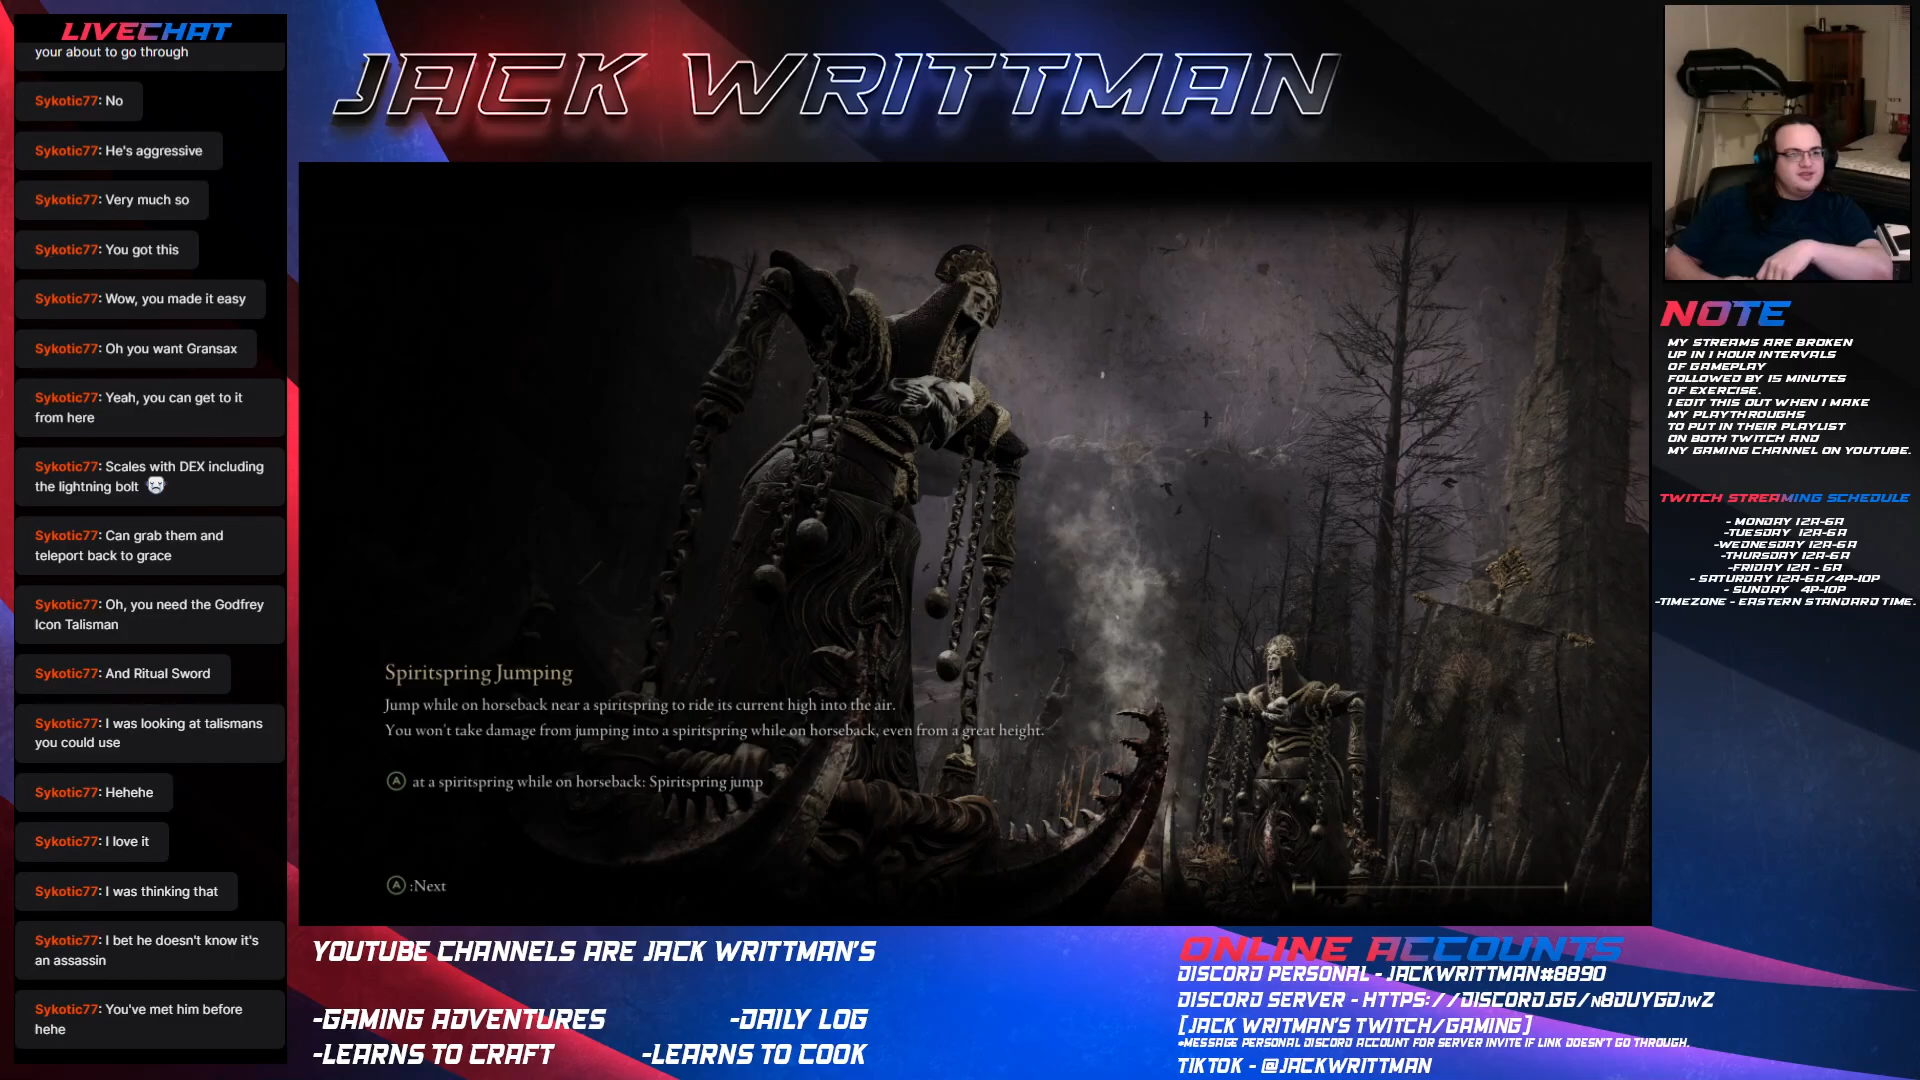 LIVECHAT
your about to go through
Sykotic77: No
Sykotic77: He's aggressive
Sykotic77: Very much so
Sykotic77: You got this
Sykotic77: Wow, you made it easy
Sykotic77: Oh you want Gransax
Sykotic77: Yeah, you can get to it
from here
Sykotic77: Scales with DEX including
the lightning bolt
Sykotic77: Can grab them and
teleport back to grace
Sykotic77: Oh, you need the Godfrey
Icon Talisman
Sykotic77: And Ritual Sword
Sykotic77: I was looking at talismans
you could use
Sykotic77: Hehehe
Sykotic77: I love it
Sykotic77: I was thinking that
Sykotic77: I bet he doesn't know it's
an assassin
Sykotic77: You've met him before
hehe
JACK WRITTMAN
Spiritspring Jumping
Jump while on horseback near a spiritspring to ride its current high into the air.
You won't take damage from jumping into a spiritspring while on horseback, even from a great height.
A at a spiritspring while on horseback: Spiritspring jump
A :Next
NOTE
MY STREAMS ARE BROKEN
UP IN 1 HOUR INTERVALS
OF GAMEPLAY
FOLLOWED BY 15 MINUTES
OF EXERCISE.
I EDIT THIS OUT WHEN I MAKE
MY PLAYTHROUGHS
TO PUT IN THEIR PLAYLIST
ON BOTH TWITCH AND
MY GAMING CHANNEL ON YOUTUBE.
TWITCH STREAMING SCHEDULE
- MONDAY 12A-6A
-TUESDAY 12A-6A
-WEDNESDAY 12A-6A
-THURSDAY 12A-6A
-FRIDAY 12A - 6A
- SATURDAY 12A-6A/4P-10P
- SUNDAY 4P-10P
-TIMEZONE - EASTERN STANDARD TIME.
YOUTUBE CHANNELS ARE JACK WRITTMAN'S
-GAMING ADVENTURES
-DAILY LOG
-LEARNS TO CRAFT
-LEARNS TO COOK
ONLINE ACCOUNTS
DISCORD PERSONAL - JACKWRITTMAN#8890
DISCORD SERVER - HTTPS://DISCORD.GG/N8DUYGDJWZ
[JACK WRITMAN'S TWITCH/GAMING]
*MESSAGE PERSONAL DISCORD ACCOUNT FOR SERVER INVITE IF LINK DOESN'T GO THROUGH.
TIKTOK - @JACKWRITTMAN